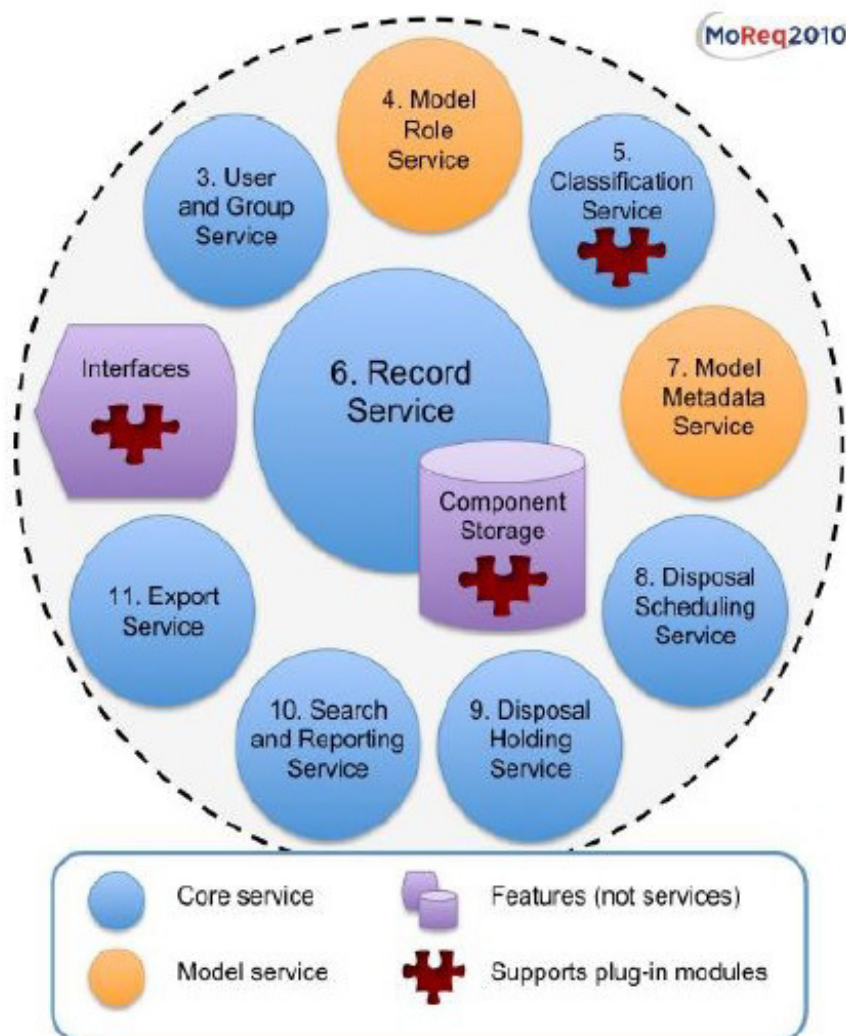 MoReq2010
4. Model
Role
Service
3. User
and Group
Service
5.
Classification
Service
Interfaces
6. Record
Service
7. Model
Metadata
Service
Component
Storage
11. Export
Service
8. Disposal
Scheduling
Service
10. Search
and Reporting
Service
9. Disposal
Holding
Service
Core service
Features (not services)
Model service
Supports plug-in modules